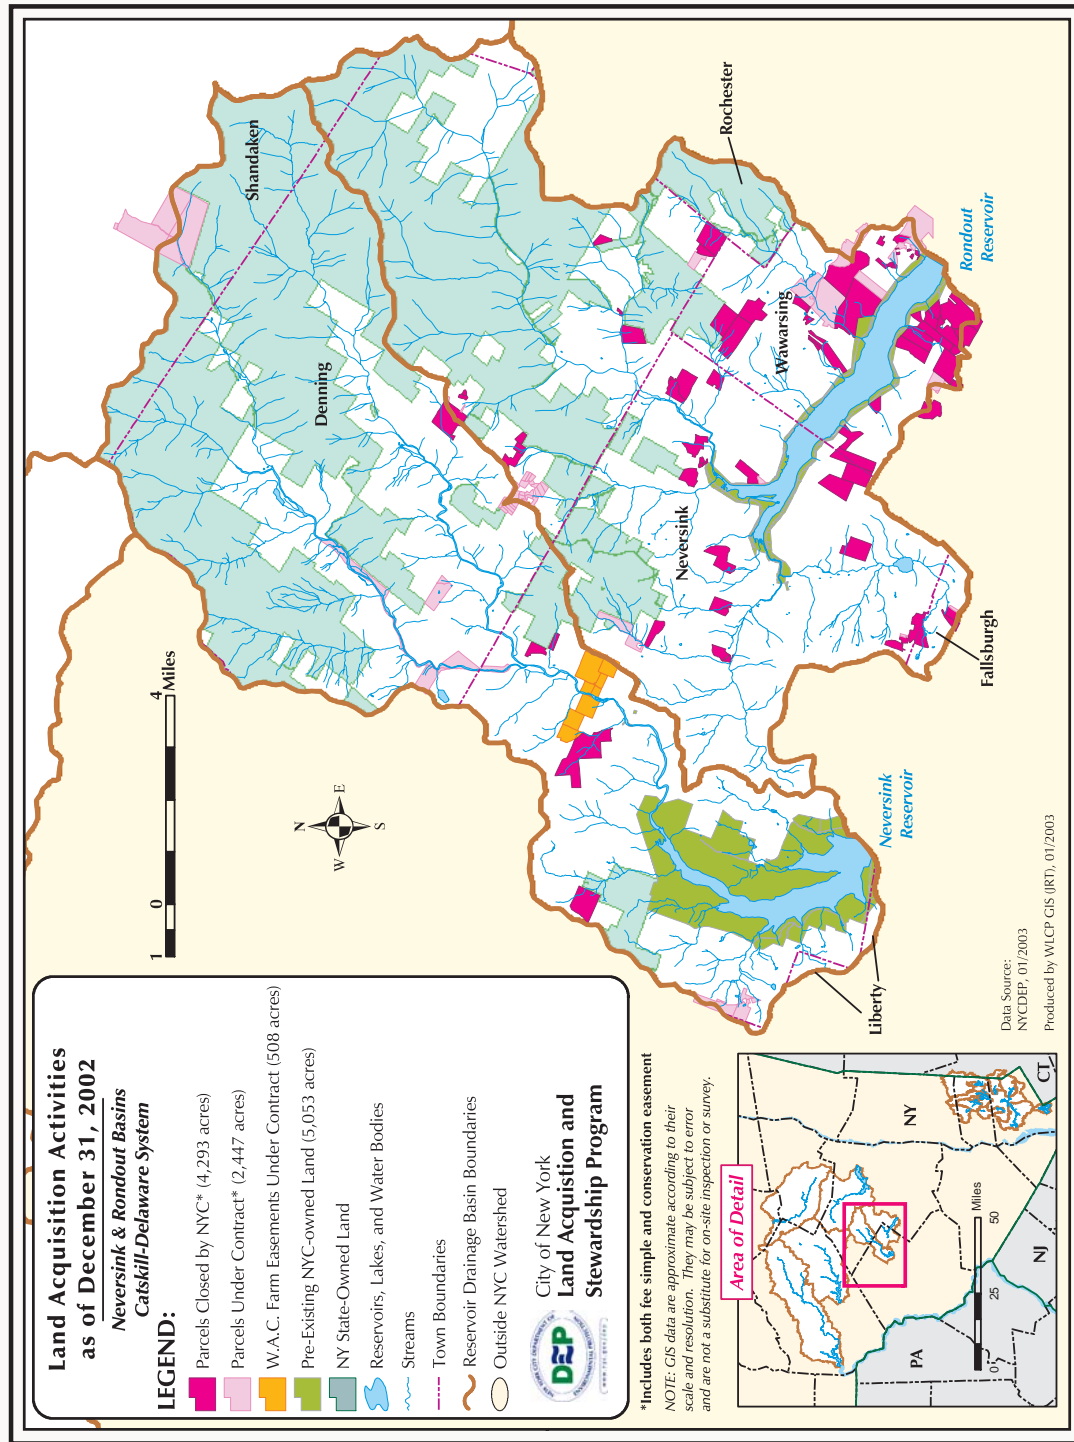 Land Acquisition Activities
as of December 31, 2002
Neversink & Rondout Basins
Catskill-Delaware System
LEGEND:
Parcels Closed by NYC* (4,293 acres)
Parcels Under Contract* (2,447 acres)
W.A.C. Farm Easements Under Contract (508 acres)
Pre-Existing NYC-owned Land (5,053 acres)
NY State-Owned Land
Reservoirs, Lakes, and Water Bodies
Streams
Town Boundaries
Reservoir Drainage Basin Boundaries
Outside NYC Watershed
DEP
City of New York
Land Acquistion and
Stewardship Program
*Includes both fee simple and conservation easement
NOTE: GIS data are approximate according to their
scale and resolution. They may be subject to error
and are not a substitute for on-site inspection or survey.
Area of Detail
NY
CT
PA
NJ
0 25 50
Miles
1 0 4
Miles
N
W E
S
Shandaken
Denning
Rochester
Wawarsing
Neversink
Fallsburgh
Liberty
Rondout
Reservoir
Neversink
Reservoir
Data Source:
NYCDEP, 01/2003
Produced by WLCP GIS (JRT), 01/2003